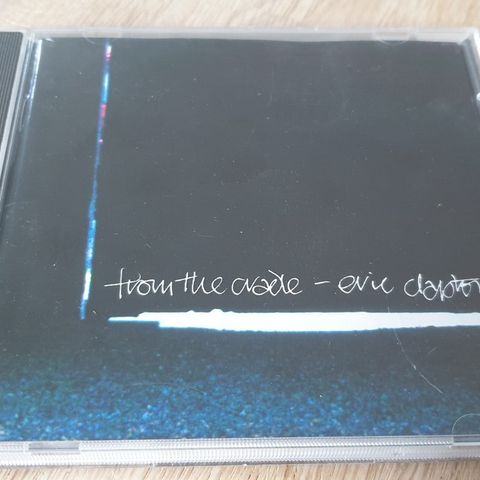 from the cradle - eric clapton